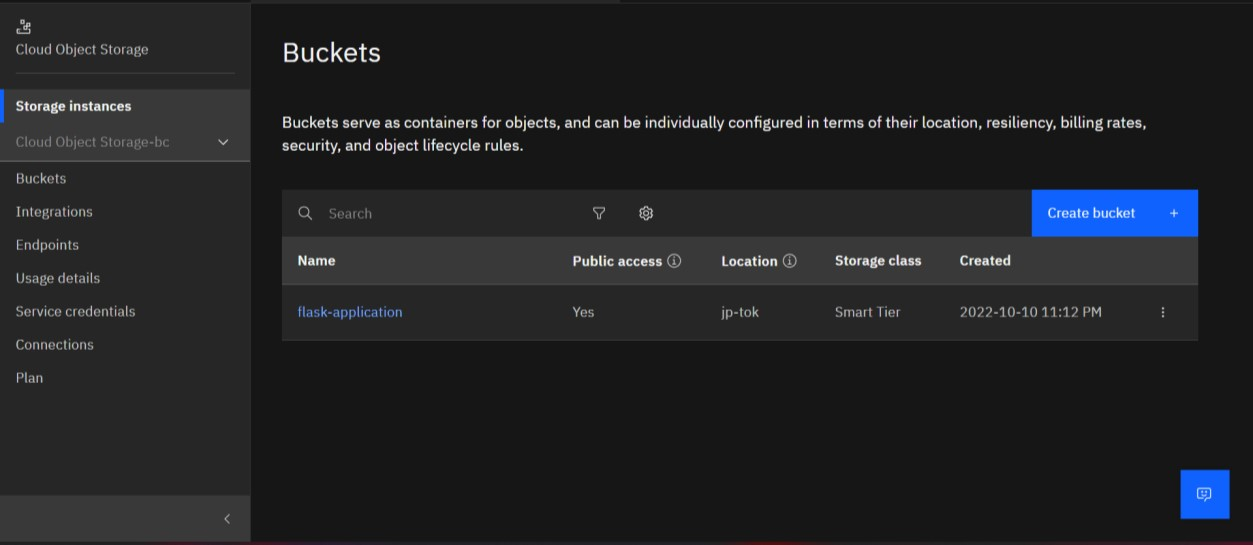 Cloud Object Storage
Storage instances
Cloud Object Storage-bc
Buckets
Integrations
Endpoints
Usage details
Service credentials
Connections
Plan
Buckets
Buckets serve as containers for objects, and can be individually configured in terms of their location, resiliency, billing rates,
security, and object lifecycle rules.
Search
Create bucket +
Name Public access Location Storage class Created
flask-application Yes jp-tok Smart Tier 2022-10-10 11:12 PM